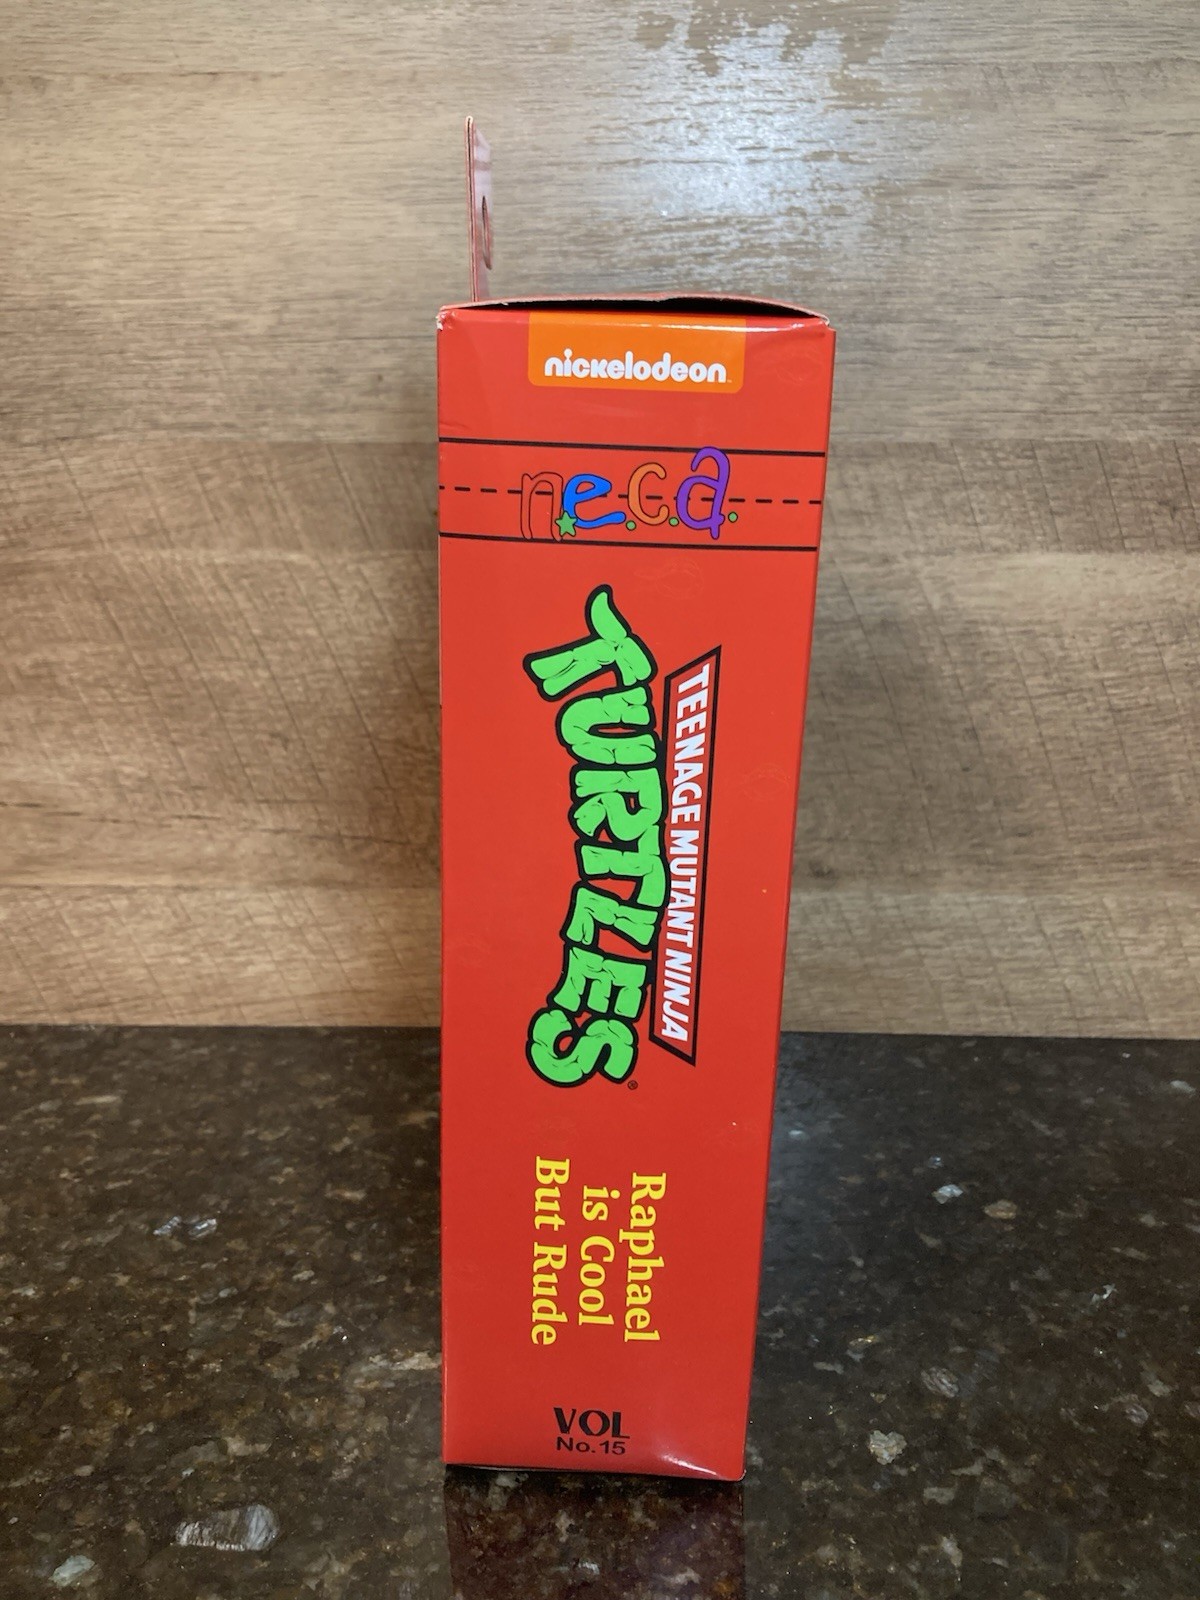 nickelodeon
n.e.c.a.
TEENAGE MUTANT NINJA
TURTLES®
Raphael
is Cool
But Rude
VOL
No.15